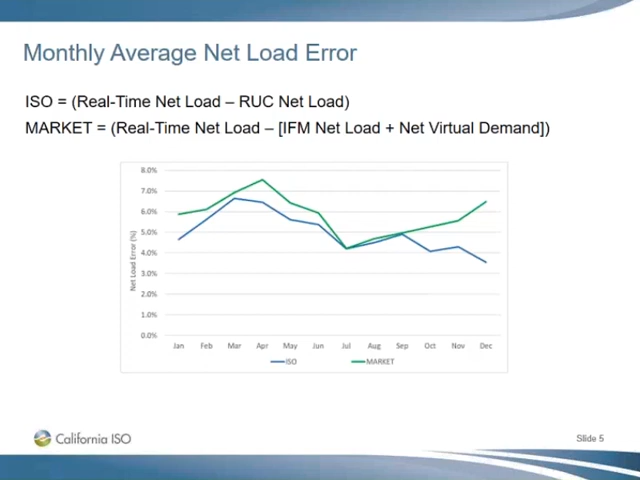 Monthly Average Net Load Error
ISO = (Real-Time Net Load – RUC Net Load)
MARKET = (Real-Time Net Load – [IFM Net Load + Net Virtual Demand])
8.0%
7.0%
6.0%
5.0%
4.0%
3.0%
2.0%
1.0%
0.0%
Net Load Error (%)
Jan Feb Mar Apr May Jun Jul Aug Sep Oct Nov Dec
ISO MARKET
California ISO
Slide 5